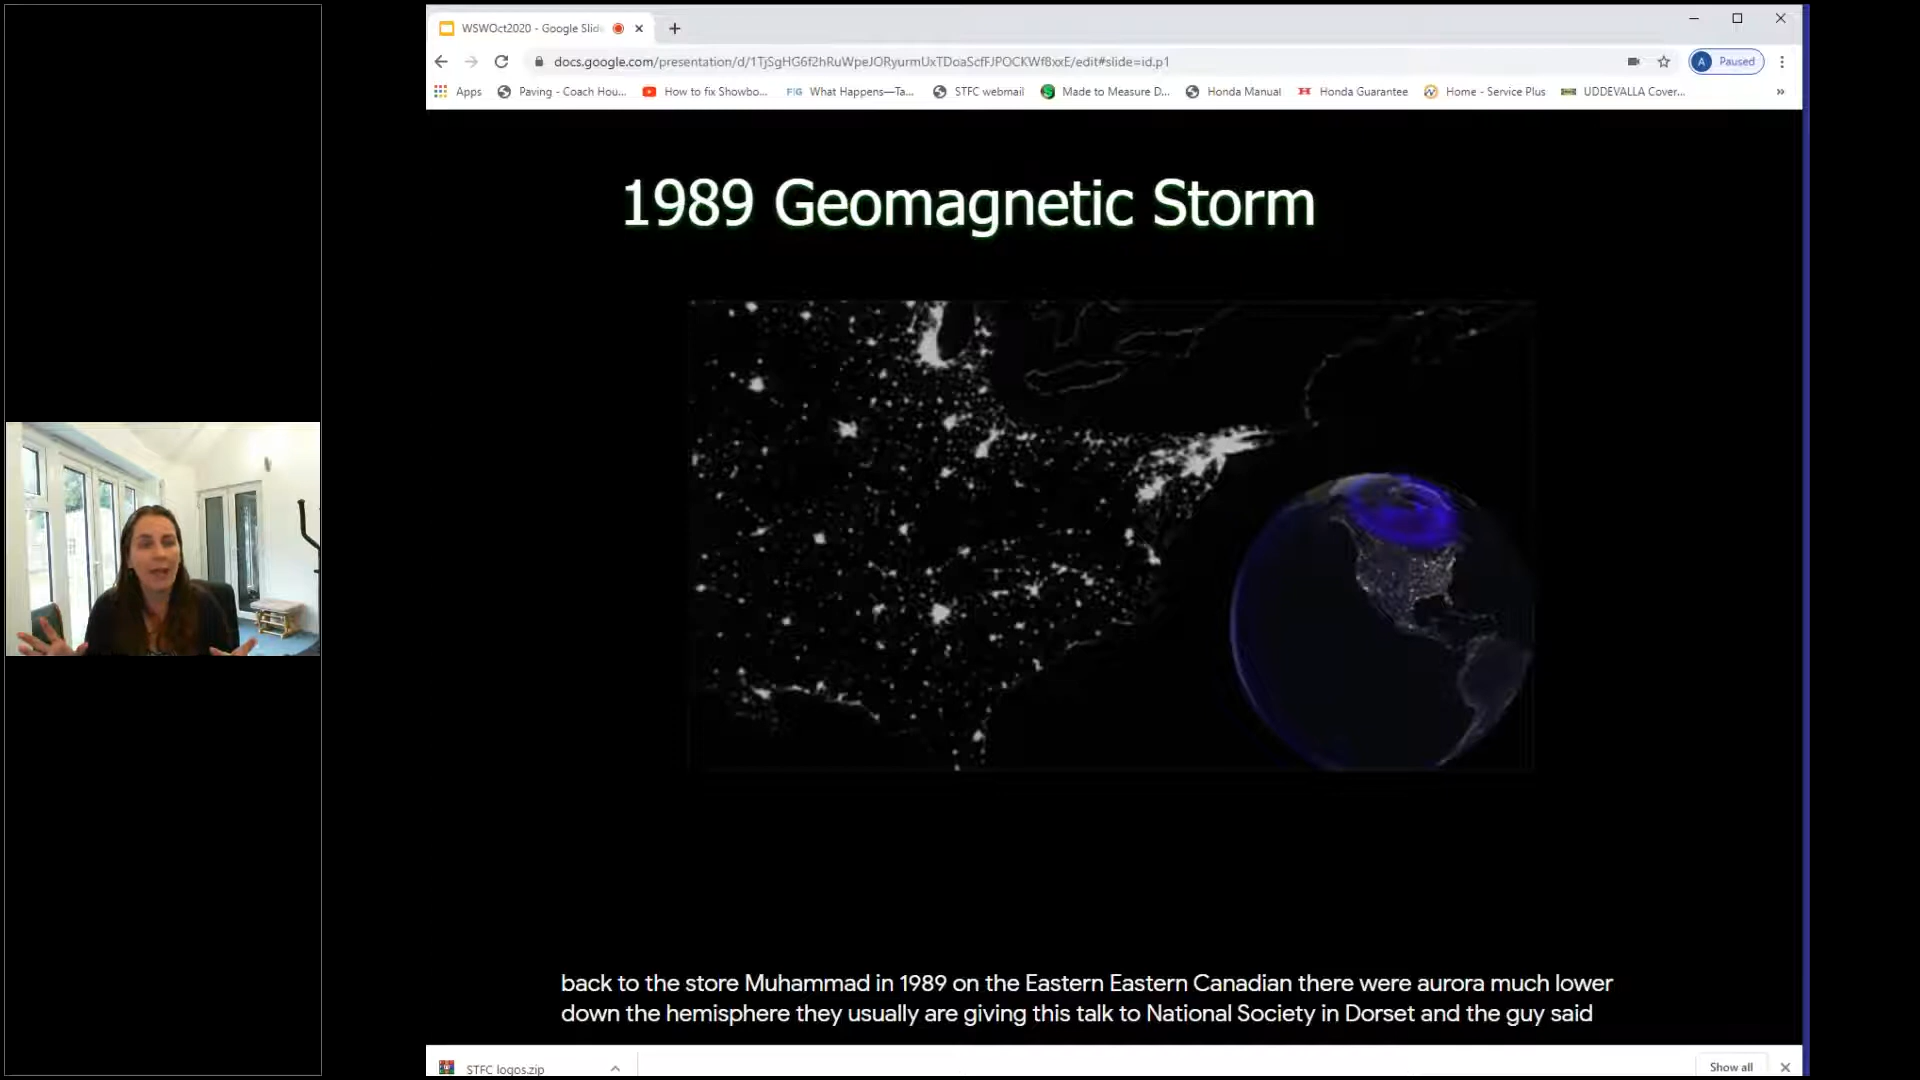 WSWOct2020 - Google Slid
docs.google.com/presentation/d/1TjSgHG6f2hRuWpeJORyurmUxTDoaScfFJPOCKWf8xxE/edit#slide=id.p1
A Paused
Apps Paving - Coach Hou... How to fix Showbo... FIG What Happens—Ta... STFC webmail Made to Measure D... Honda Manual Honda Guarantee Home - Service Plus UDDEVALLA Cover... »
1989 Geomagnetic Storm
back to the store Muhammad in 1989 on the Eastern Eastern Canadian there were aurora much lower
down the hemisphere they usually are giving this talk to National Society in Dorset and the guy said
STFC logos.zip
Show all